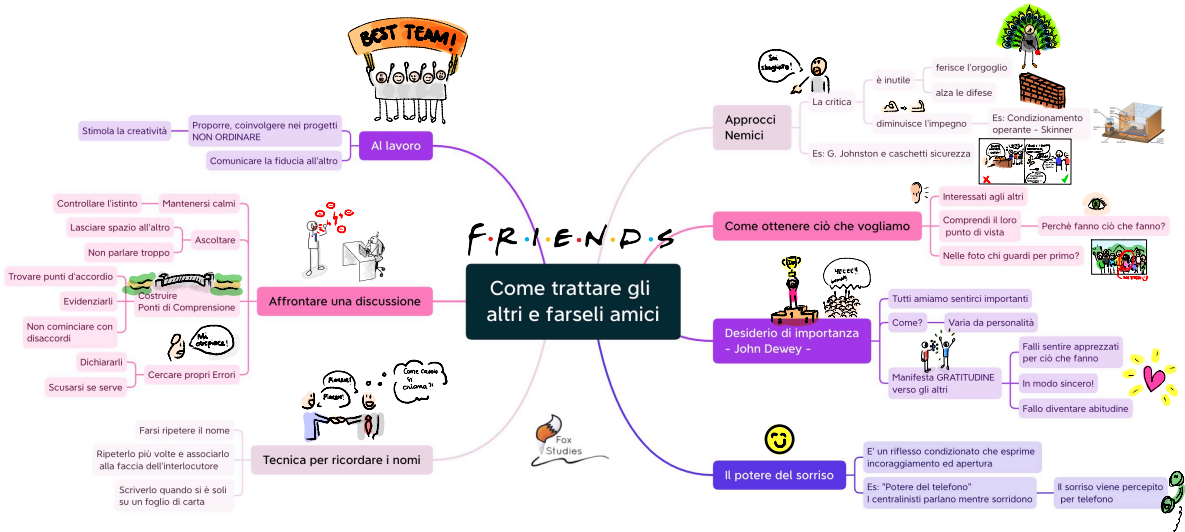 BEST TEAM!
Stimola la creatività
Proporre, coinvolgere nei progetti
NON ORDINARE
Comunicare la fiducia all'altro
Al lavoro
Controllare l'istinto
Mantenersi calmi
Lasciare spazio all'altro
Non parlare troppo
Ascoltare
Trovare punti d'accordio
Evidenziarli
Non cominciare con
disaccordi
Costruire
Ponti di Comprensione
Mi
dispiace!
Dichiararli
Scusarsi se serve
Cercare propri Errori
Affrontare una discussione
Piacere!
Piacere!
Come
si
chiama?!
Farsi ripetere il nome
Ripeterlo più volte e associarlo
alla faccia dell'interlocutore
Scriverlo quando si è soli
su un foglio di carta
Tecnica per ricordare i nomi
F·R·I·E·N·D·S
Come trattare gli
altri e farseli amici
Fox
Studies
Approcci
Nemici
Sei
sbagliato!
La critica
è inutile
ferisce l'orgoglio
alza le difese
diminuisce l'impegno
Es: Condizionamento
operante - Skinner
Es: G. Johnston e caschetti sicurezza
Come ottenere ciò che vogliamo
Interessati agli altri
Comprendi il loro
punto di vista
Perchè fanno ciò che fanno?
Nelle foto chi guardi per primo?
Desiderio di importanza
- John Dewey -
Tutti amiamo sentirci importanti
Come?
Varia da personalità
Manifesta GRATITUDINE
verso gli altri
Falli sentire apprezzati
per ciò che fanno
In modo sincero!
Fallo diventare abitudine
Il potere del sorriso
E' un riflesso condizionato che esprime
incoraggiamento ed apertura
Es: "Potere del telefono"
I centralinisti parlano mentre sorridono
Il sorriso viene percepito
per telefono